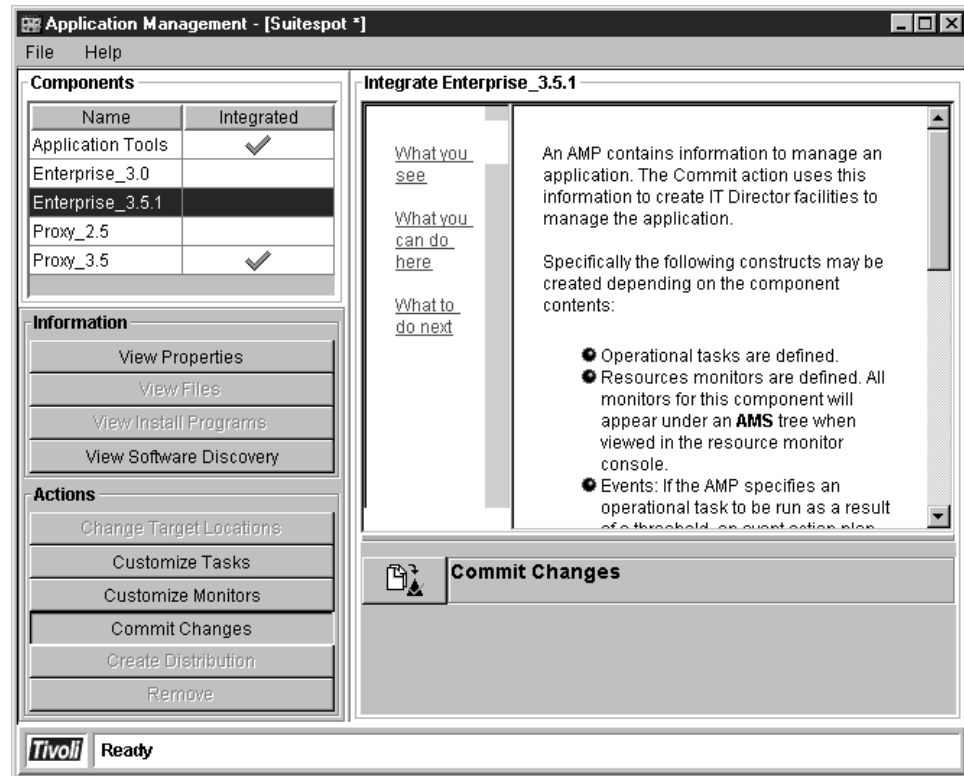 Application Management - [Suitespot *]
File Help
Components
Name Integrated
Application Tools
Enterprise_3.0
Enterprise_3.5.1
Proxy_2.5
Proxy_3.5
Information
View Properties
View Files
View Install Programs
View Software Discovery
Actions
Change Target Locations
Customize Tasks
Customize Monitors
Commit Changes
Create Distribution
Remove
Integrate Enterprise_3.5.1
What you
see
What you
can do
here
What to
do next
An AMP contains information to manage an
application. The Commit action uses this
information to create IT Director facilities to
manage the application.
Specifically the following constructs may be
created depending on the component
contents:
Operational tasks are defined.
Resources monitors are defined. All
monitors for this component will
appear under an AMS tree when
viewed in the resource monitor
console.
Events: If the AMP specifies an
operational task to be run as a result
of a threshold, an event action plan
Commit Changes
Tivoli Ready